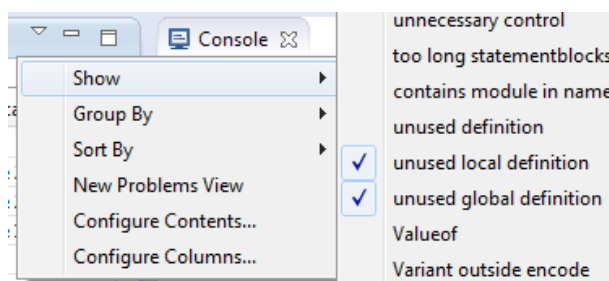 Console
Show
Group By
Sort By
New Problems View
Configure Contents...
Configure Columns...
unnecessary control
too long statementblocks
contains module in name
unused definition
unused local definition
unused global definition
Valueof
Variant outside encode